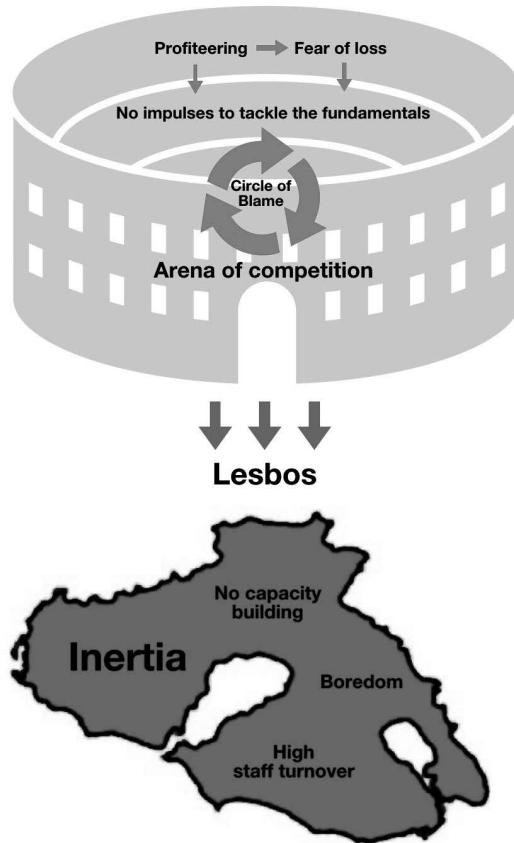 Profiteering Fear of loss
No impulses to tackle the fundamentals
Circle of
Blame
Arena of competition
Lesbos
No capacity
building
Inertia
Boredom
High
staff turnover